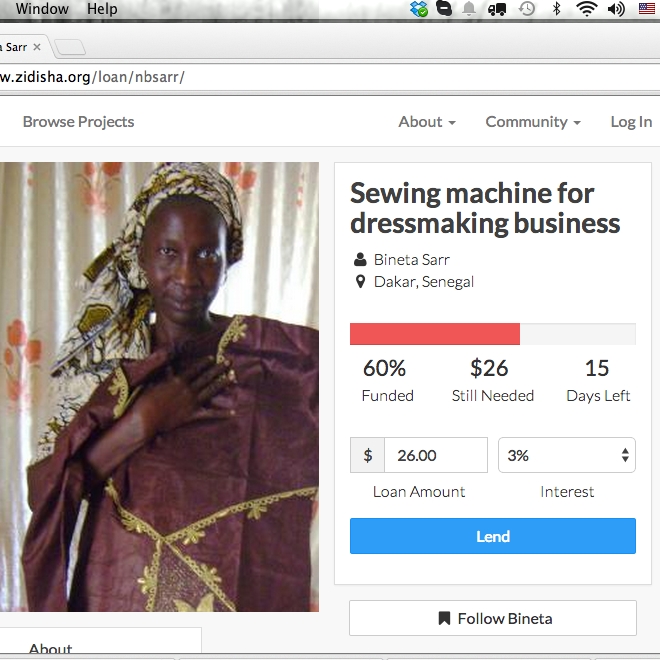 Window Help
a Sarr ×
w.zidisha.org/loan/nbsarr/
Browse Projects About Community Log In
Sewing machine for
dressmaking business
Bineta Sarr
Dakar, Senegal
60% $26 15
Funded Still Needed Days Left
$ 26.00 3%
Loan Amount Interest
Lend
Follow Bineta
About